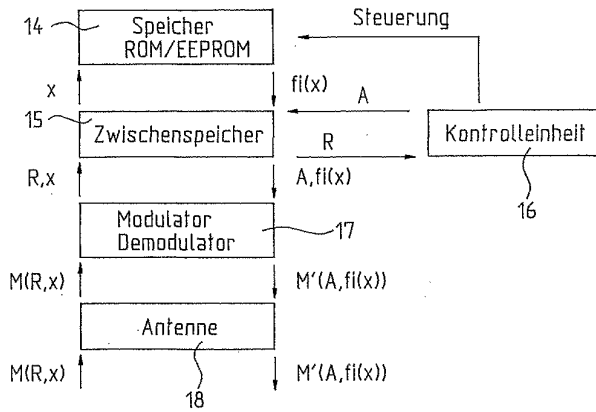 14
Speicher
ROM/EEPROM
Steuerung
x
fi(x)
A
15
Zwischenspeicher
R
Kontrolleinheit
16
R,x
A,fi(x)
Modulator
Demodulator
17
M(R,x)
M'(A,fi(x))
Antenne
M(R,x)
18
M'(A,fi(x))